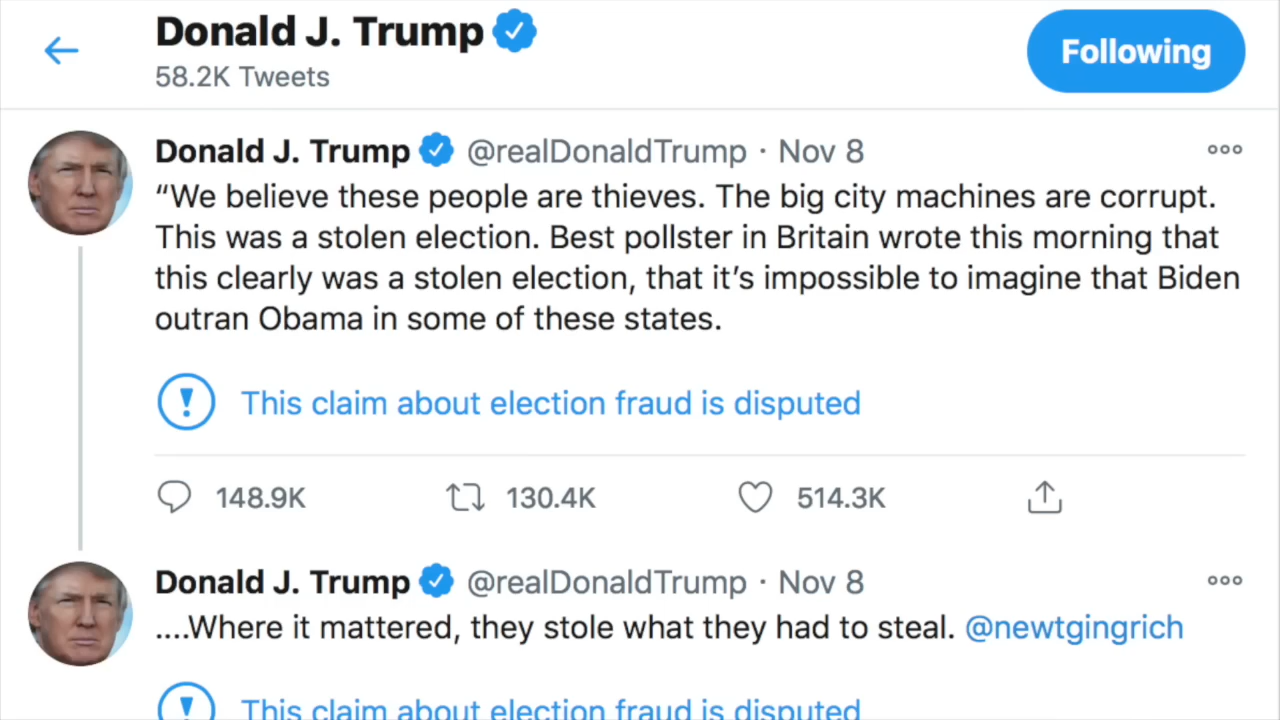 Donald J. Trump
58.2K Tweets
Following
Donald J. Trump @realDonaldTrump · Nov 8
“We believe these people are thieves. The big city machines are corrupt.
This was a stolen election. Best pollster in Britain wrote this morning that
this clearly was a stolen election, that it’s impossible to imagine that Biden
outran Obama in some of these states.
This claim about election fraud is disputed
148.9K 130.4K 514.3K
Donald J. Trump @realDonaldTrump · Nov 8
....Where it mattered, they stole what they had to steal. @newtgingrich
This claim about election fraud is disputed